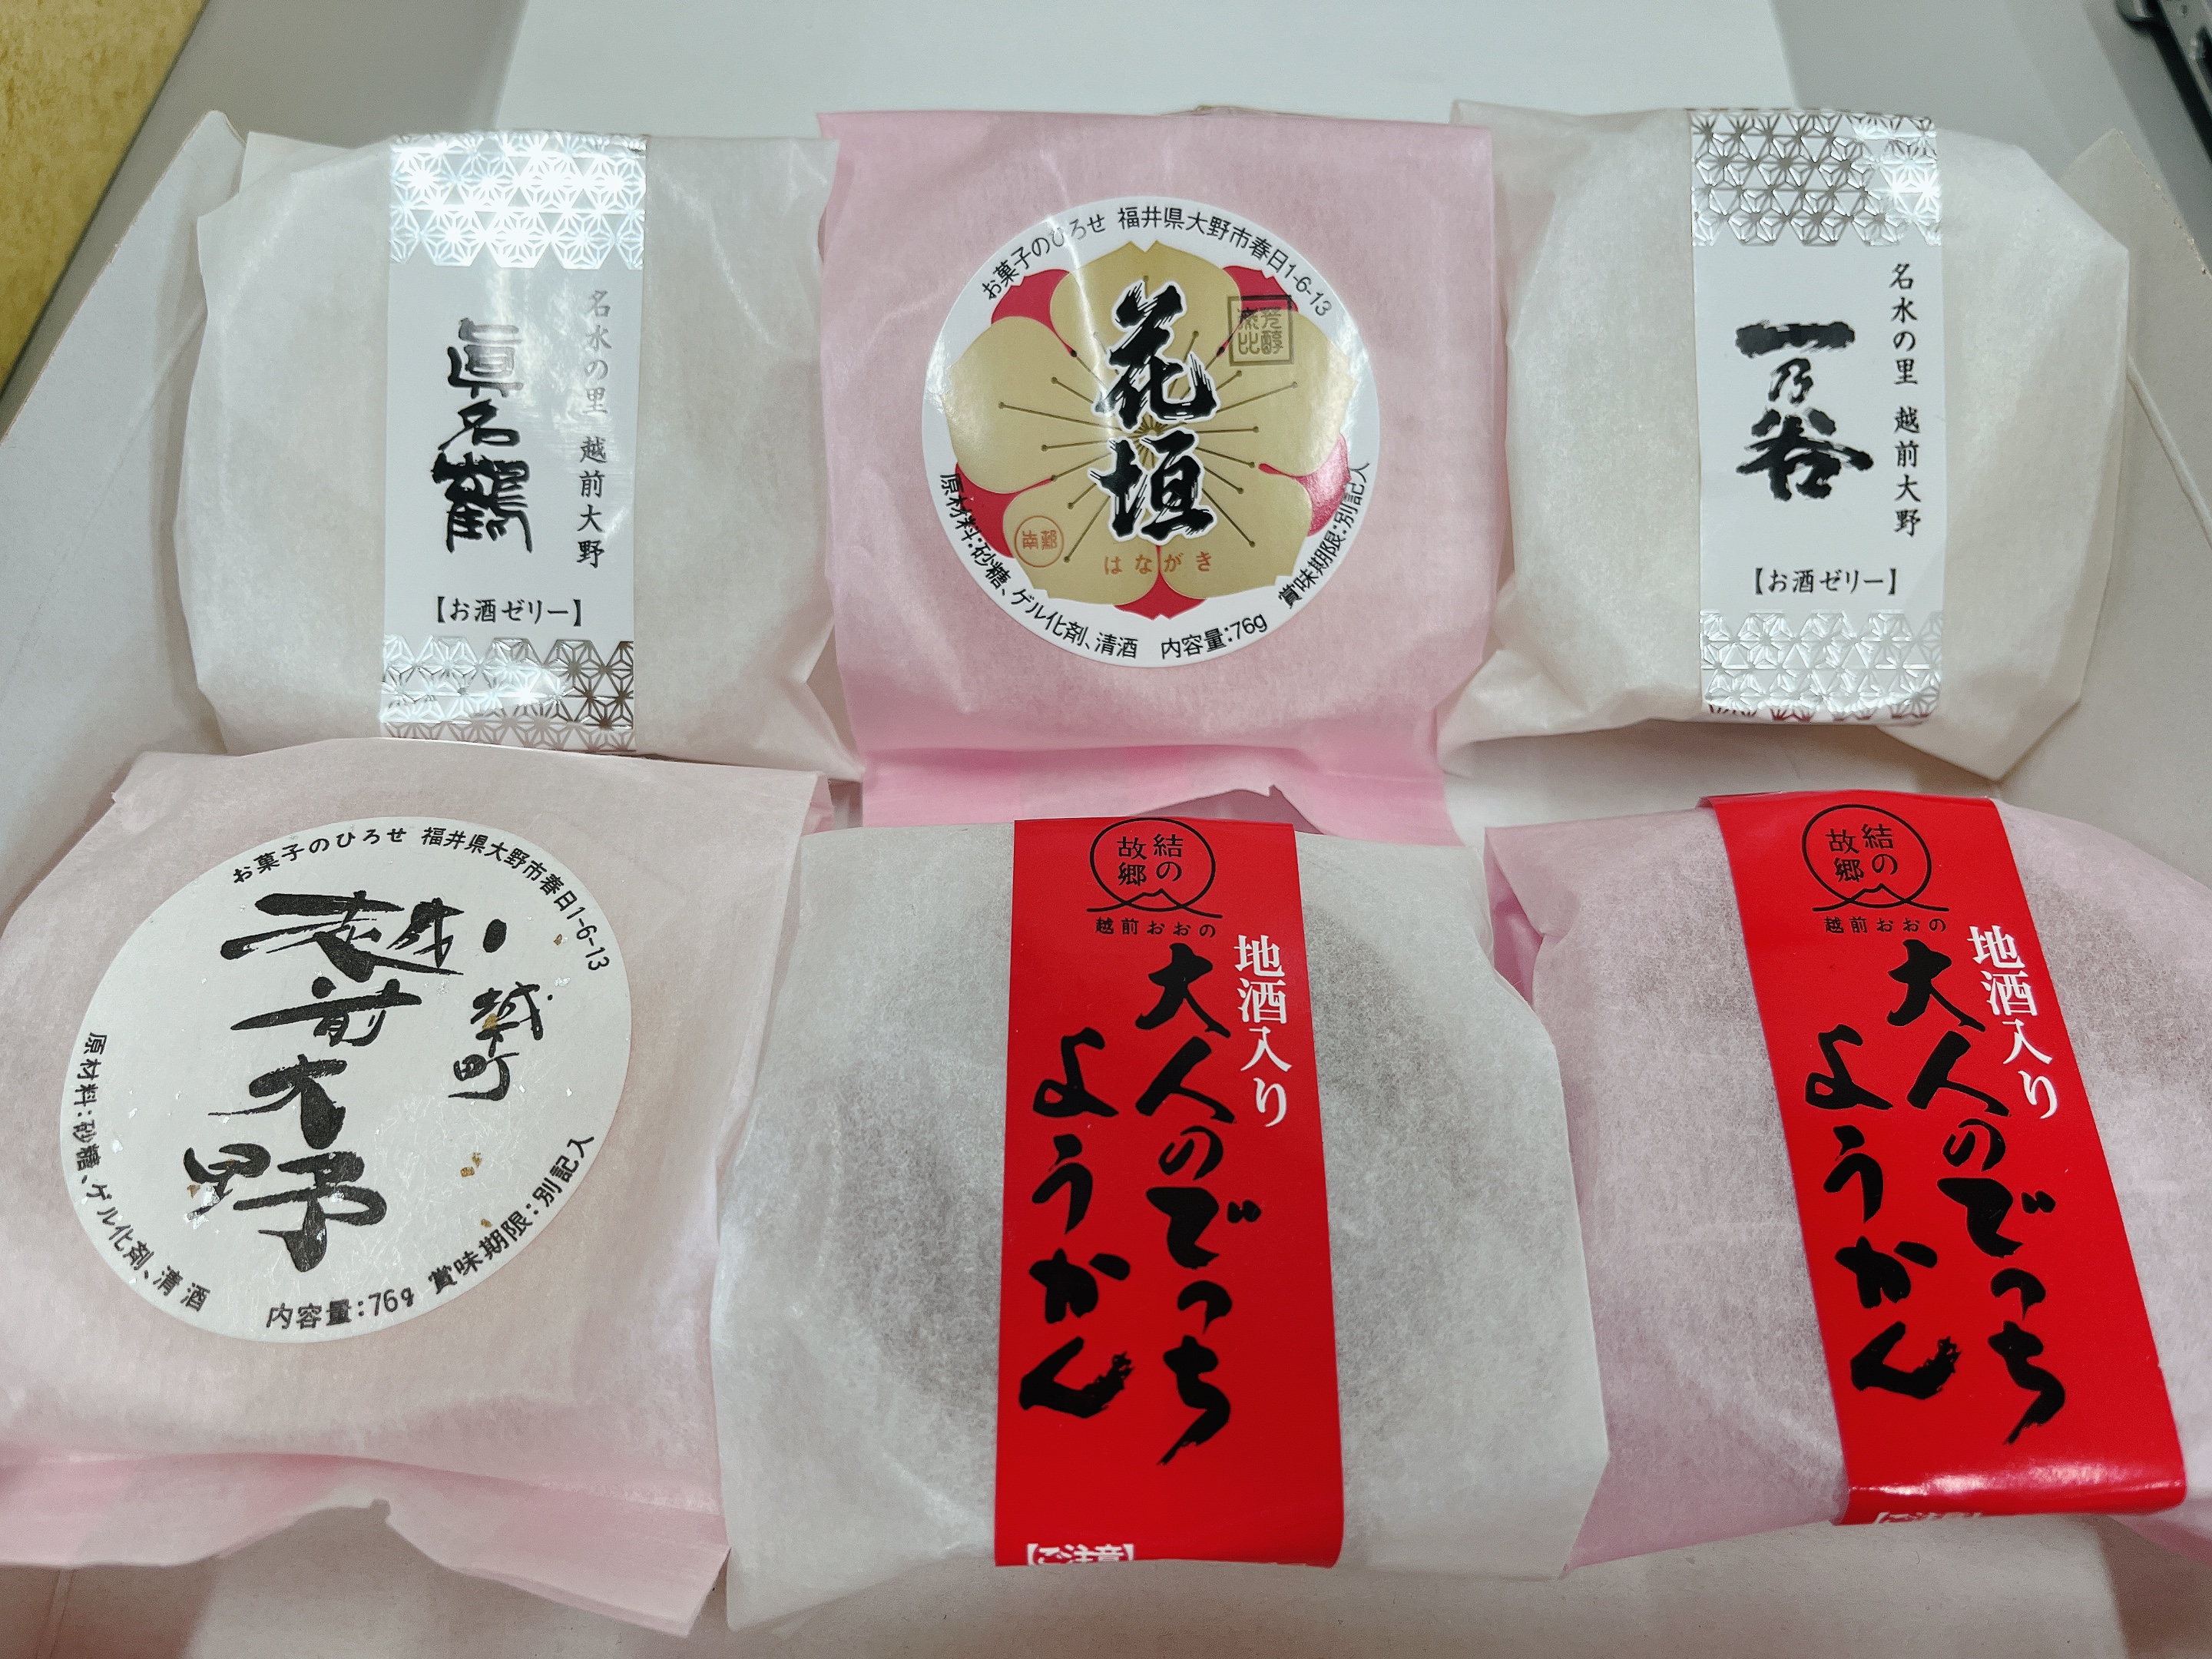 名水の里 越前大野
眞名鶴
【お酒ゼリー】
お菓子のひろせ 福井県大野市春日1-6-13
花垣
はながき
原材料:砂糖、ゲル化剤、清酒 内容量:76g 賞味期限:別記入
名水の里 越前大野
一乃谷
【お酒ゼリー】
お菓子のひろせ 福井県大野市春日1-6-13
城町
越前大野
原材料:砂糖、ゲル化剤、清酒
内容量:76g 賞味期限:別記入
結の
故郷
越前おおの
地酒入り
大人のでっち
ようかん
【ご注意】
結の
故郷
越前おおの
地酒入り
大人のでっち
ようかん